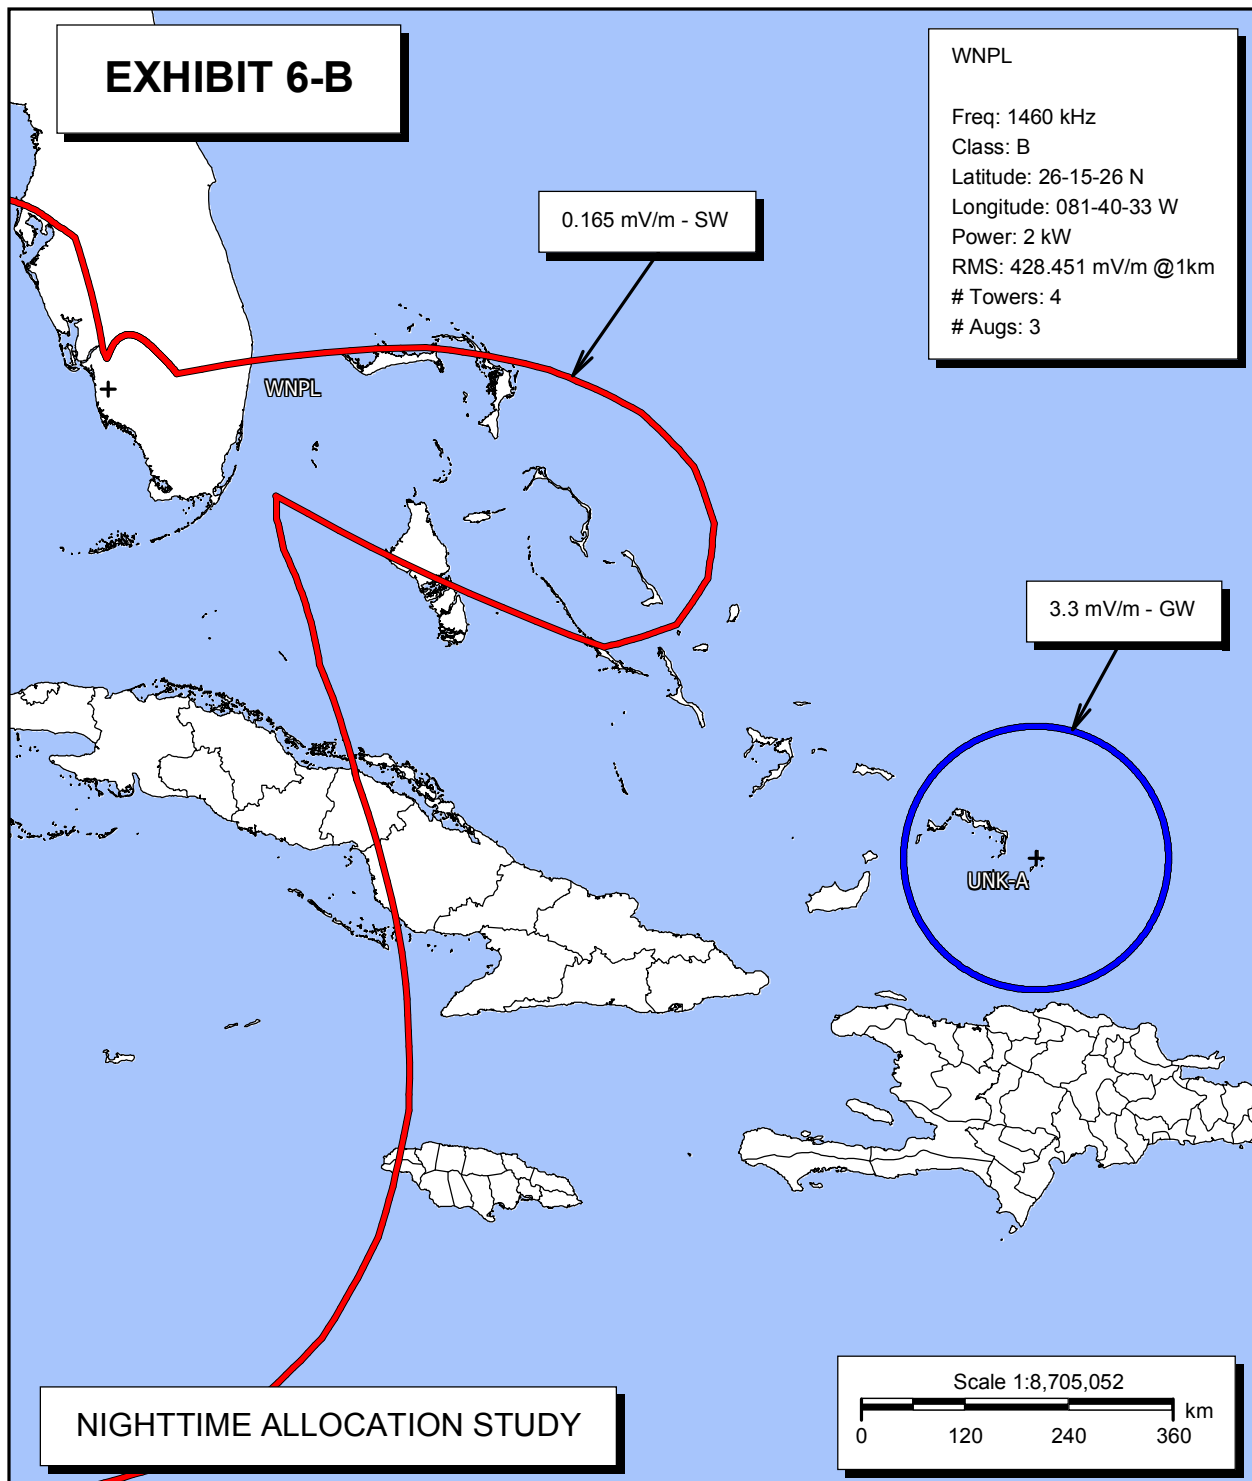 EXHIBIT 6-B
WNPL
Freq: 1460 kHz
Class: B
Latitude: 26-15-26 N
Longitude: 081-40-33 W
Power: 2 kW
RMS: 428.451 mV/m @1km
# Towers: 4
# Augs: 3
0.165 mV/m - SW
WNPL
3.3 mV/m - GW
UNK-A
NIGHTTIME ALLOCATION STUDY
Scale 1:8,705,052
km
0 120 240 360